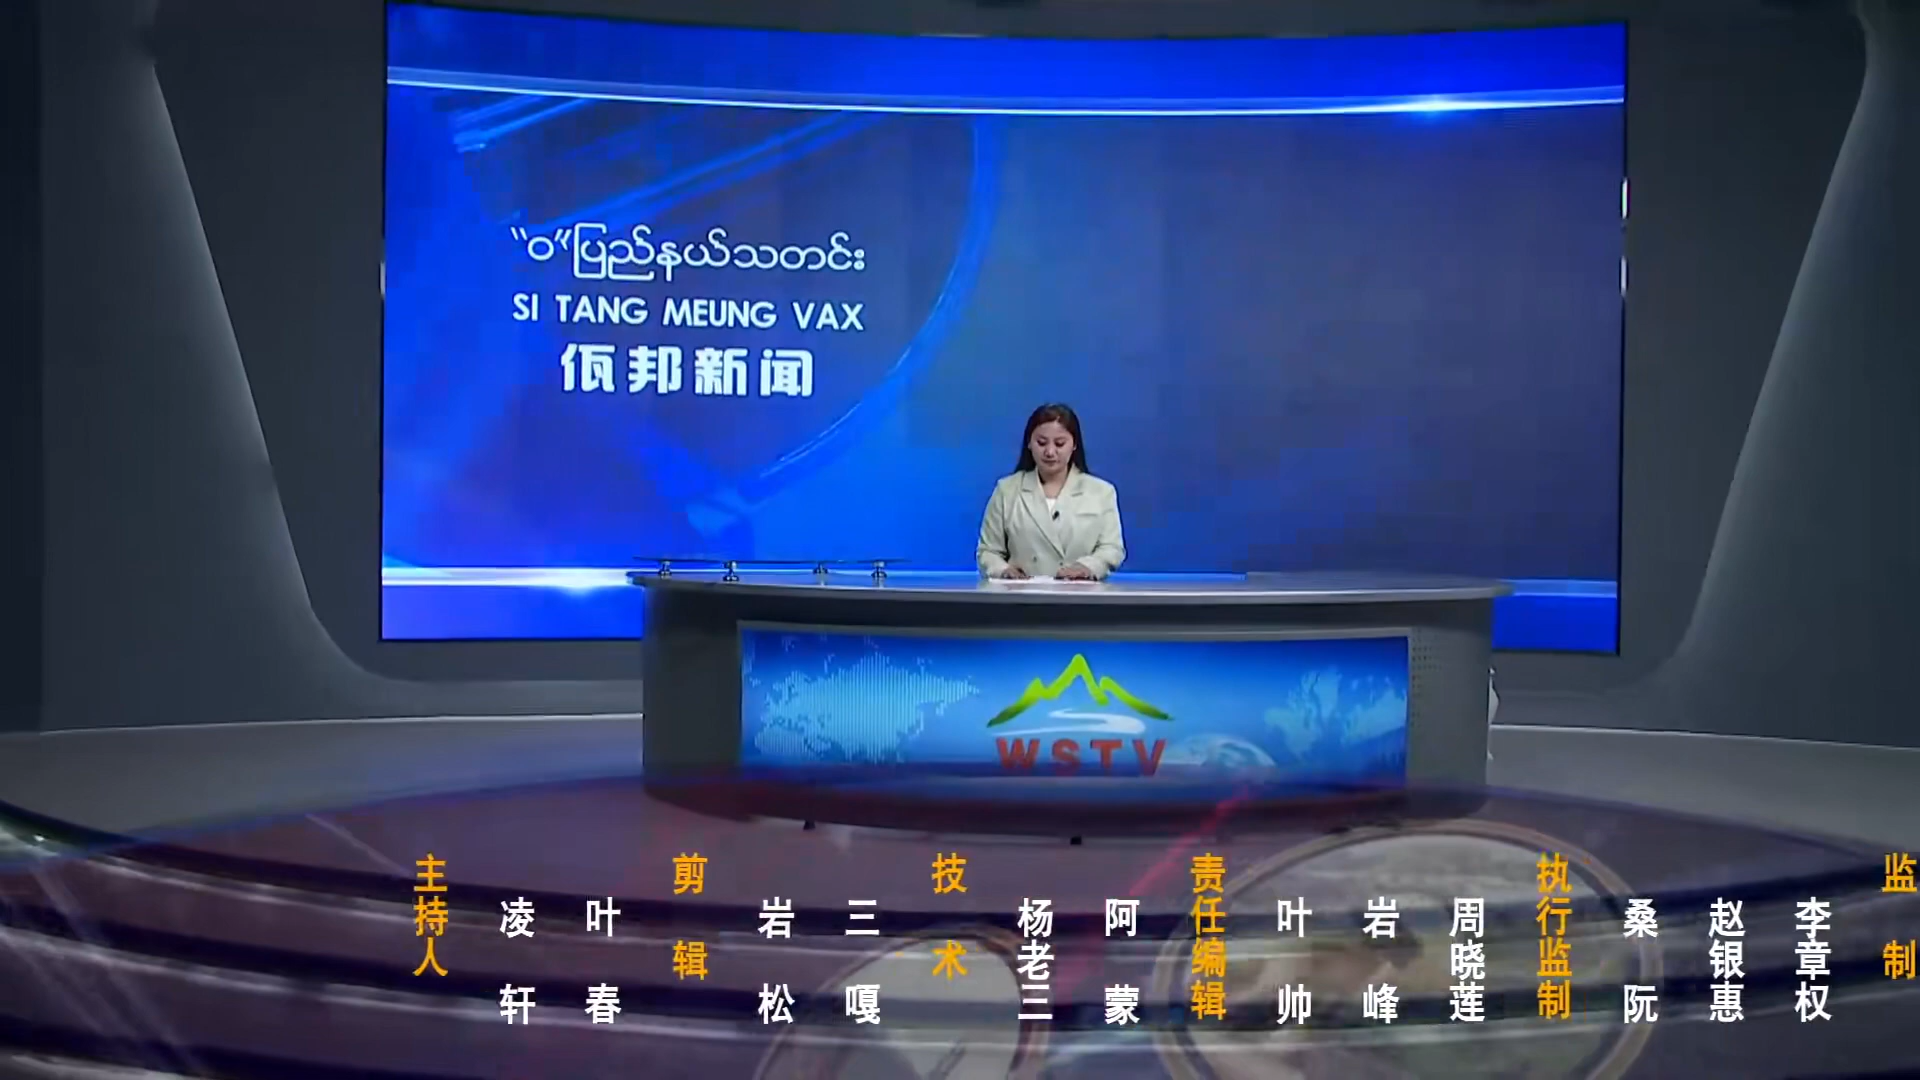 “ဝ”ပြည်နယ်သတင်း
SI TANG MEUNG VAX
佤邦新闻
WSTV
主持人
凌轩
叶春
剪辑
岩松
三嘎
技术
杨老三
阿蒙
责任编辑
叶帅
岩峰
周晓莲
执行监制
桑阮
赵银惠
李章权
监制